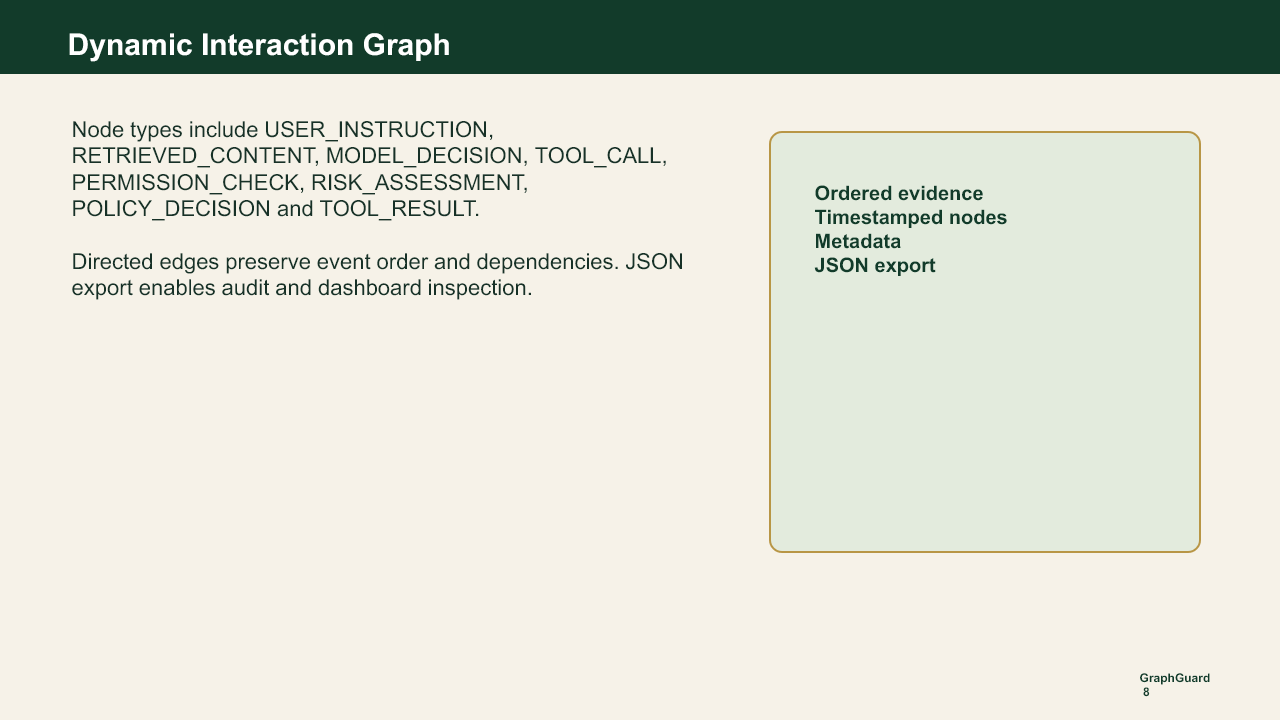 Dynamic Interaction Graph
Node types include USER_INSTRUCTION,
RETRIEVED_CONTENT, MODEL_DECISION, TOOL_CALL,
PERMISSION_CHECK, RISK_ASSESSMENT,
POLICY_DECISION and TOOL_RESULT.
Directed edges preserve event order and dependencies. JSON
export enables audit and dashboard inspection.
Ordered evidence
Timestamped nodes
Metadata
JSON export
GraphGuard
8